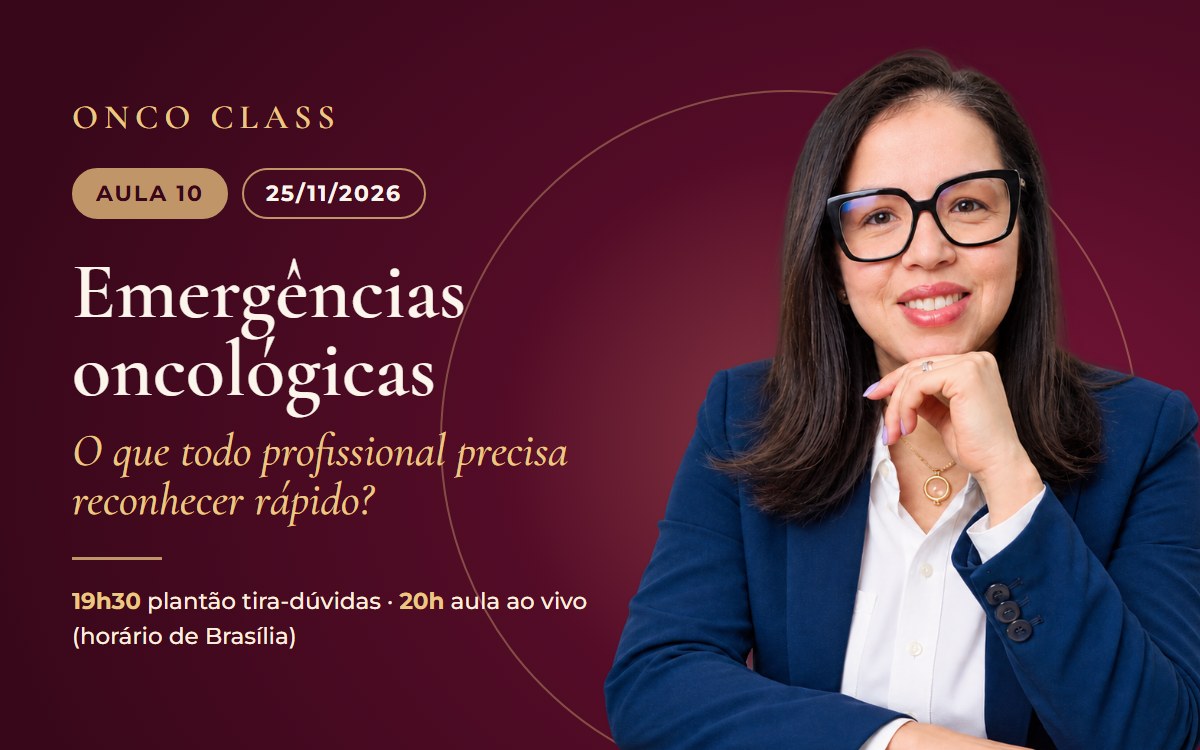 ONCO CLASS
AULA 10
25/11/2026
Emergências
oncológicas
O que todo profissional precisa
reconhecer rápido?
19h30 plantão tira-dúvidas · 20h aula ao vivo
(horário de Brasília)